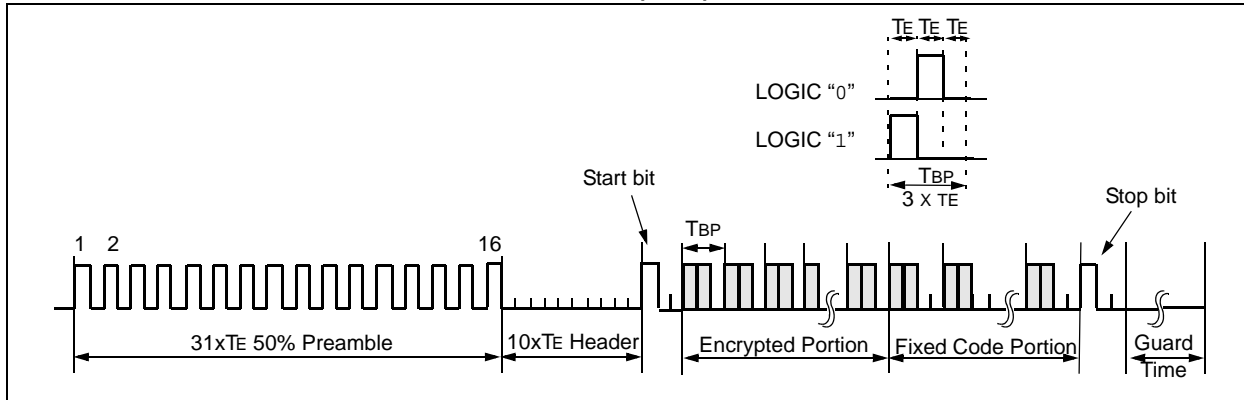 TE TE TE
LOGIC “0”
LOGIC “1”
TBP
3 X TE
Start bit
Stop bit
TBP
1 2 16
31xTE 50% Preamble
10xTE Header
Encrypted Portion
Fixed Code Portion
Guard
Time